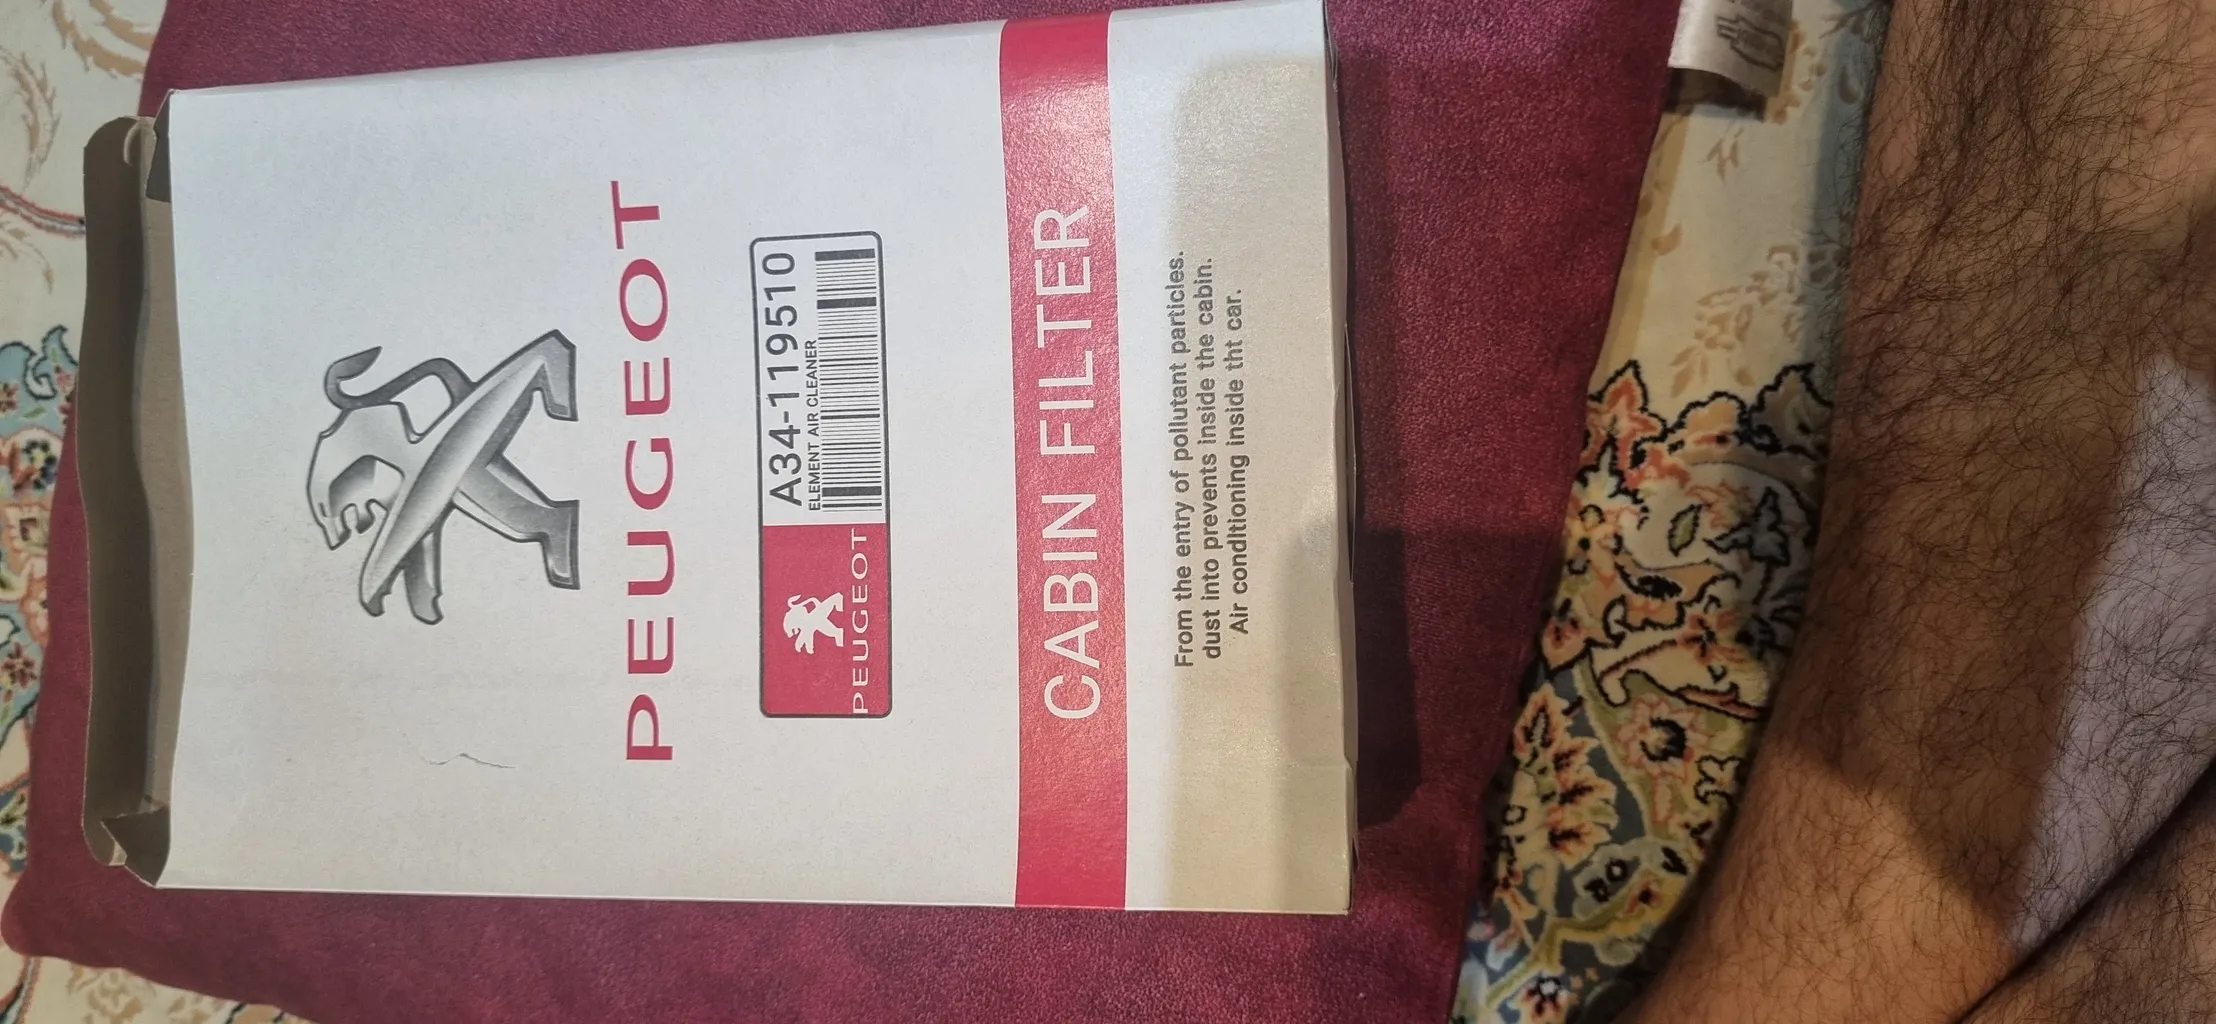 PEUGEOT
PEUGEOT
A34-119510
ELEMENT AIR CLEANER
CABIN FILTER
From the entry of pollutant particles.
dust into prevents inside the cabin.
Air conditioning inside tht car.